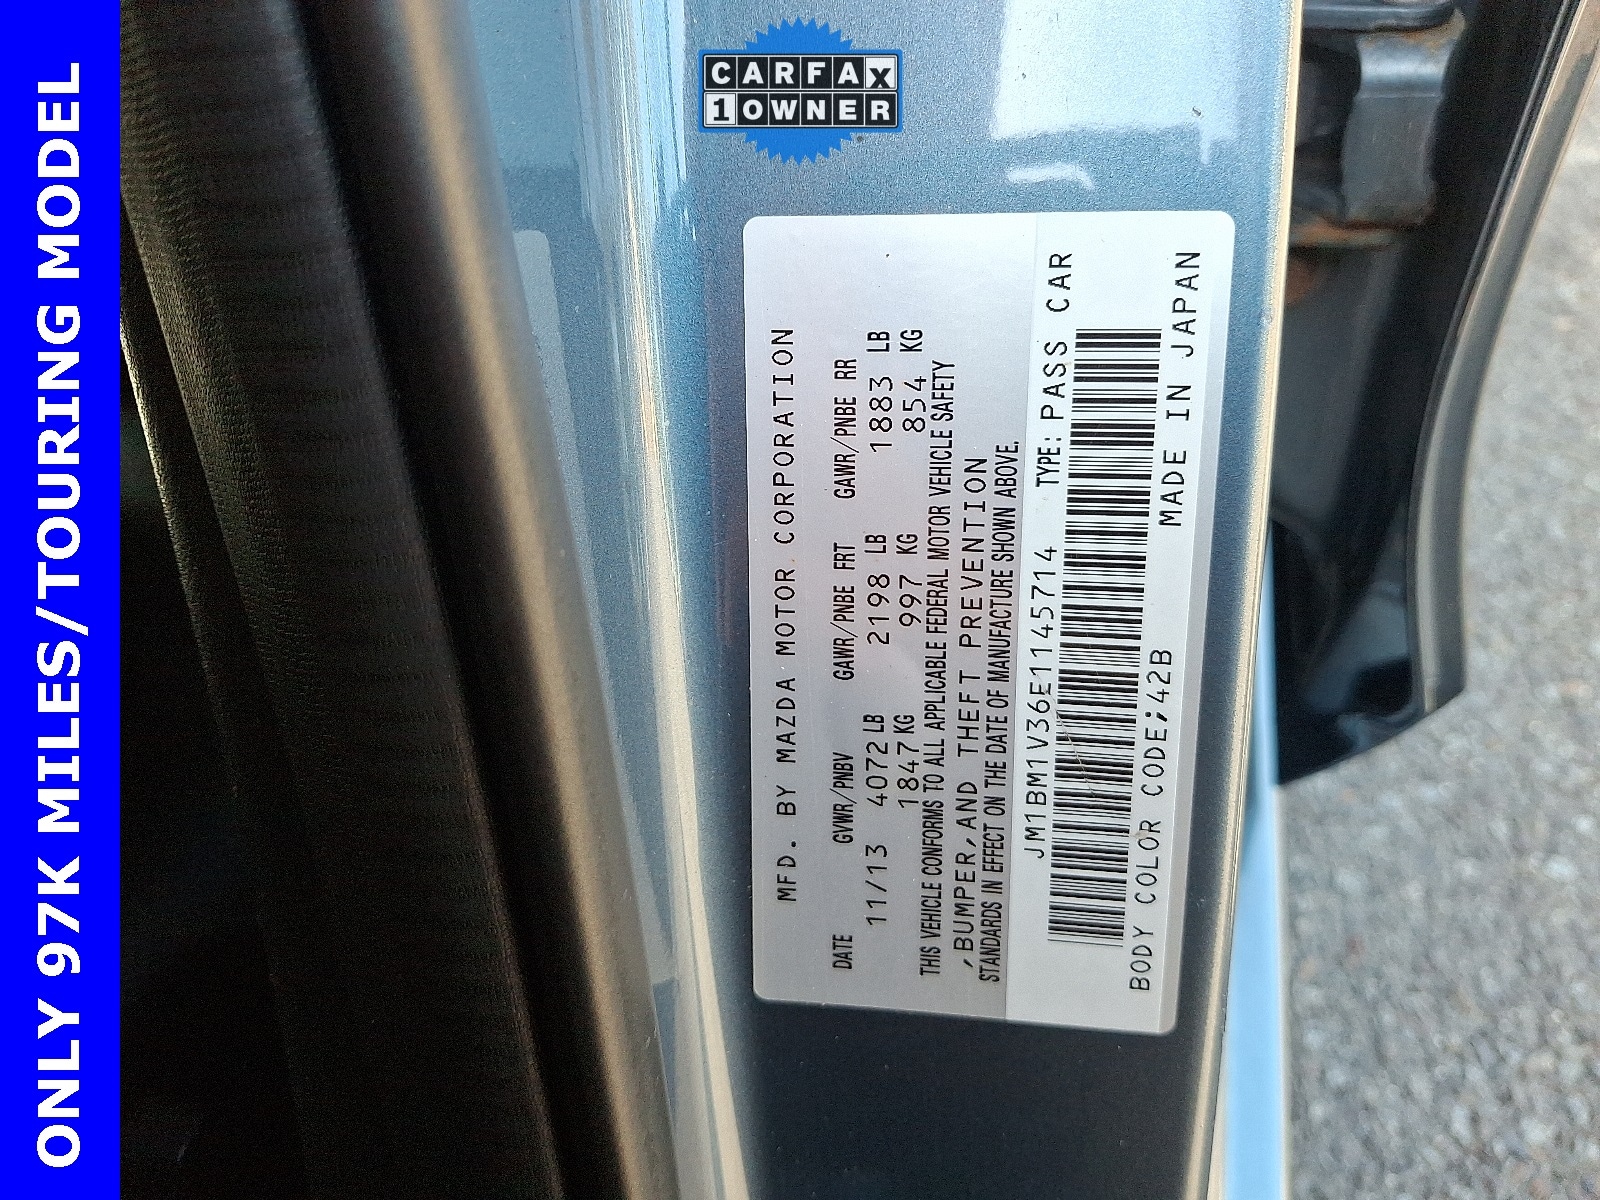 ONLY 97K MILES/TOURING MODEL
CARFAX
1 OWNER
MFD. BY MAZDA MOTOR CORPORATION
DATE GVWR/PNBV GAWR/PNBE FRT GAWR/PNBE RR
11/13 4072 LB 2198 LB 1883 LB
1847 KG 997 KG 854 KG
THIS VEHICLE CONFORMS TO ALL APPLICABLE FEDERAL MOTOR VEHICLE SAFETY
,BUMPER,AND THEFT PREVENTION
STANDARDS IN EFFECT ON THE DATE OF MANUFACTURE SHOWN ABOVE.
JM1BM1V36E1145714 TYPE: PASS CAR
BODY COLOR CODE;42B MADE IN JAPAN